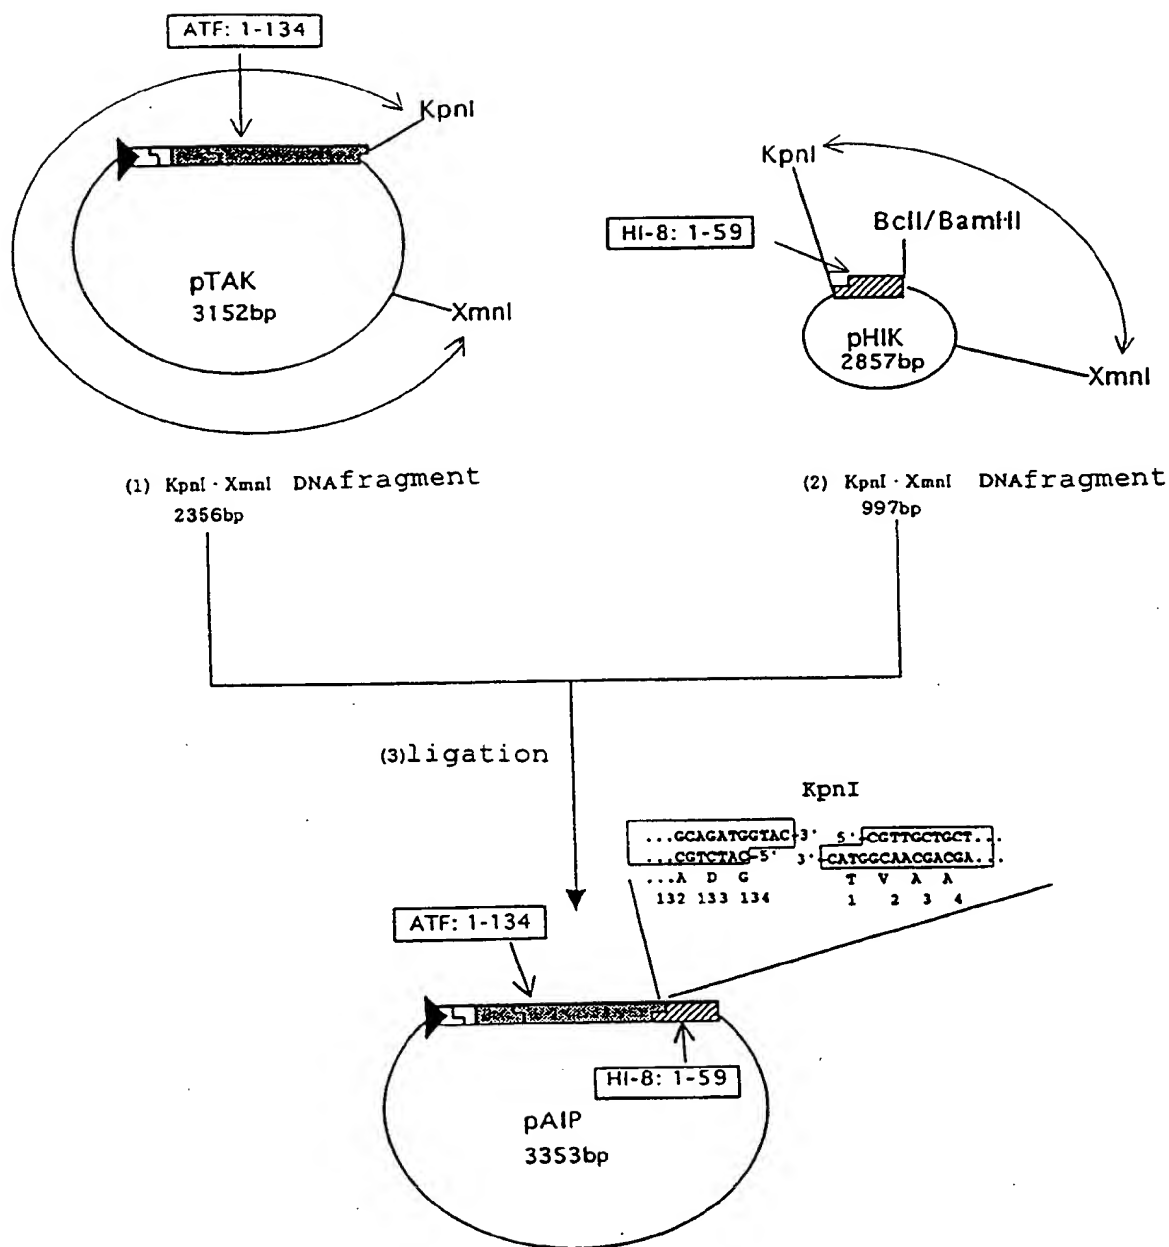 ATF: 1-134
KpnI
pTAK
3152bp
XmnI
KpnI
HI-8: 1-59
BclI/BamHI
pHIK
2857bp
XmnI
(1) KpnI · XmnI DNAfragment
2356bp
(2) KpnI · XmnI DNAfragment
997bp
(3)ligation
KpnI
...GCAGATGGTAC-3' 5'-CGTTGCTGCT...
...CGTCTAC-5' 3'-CATGGCAACGACGA...
...A D G T V A A
132 133 134 1 2 3 4
ATF: 1-134
HI-8: 1-59
pAIP
3353bp